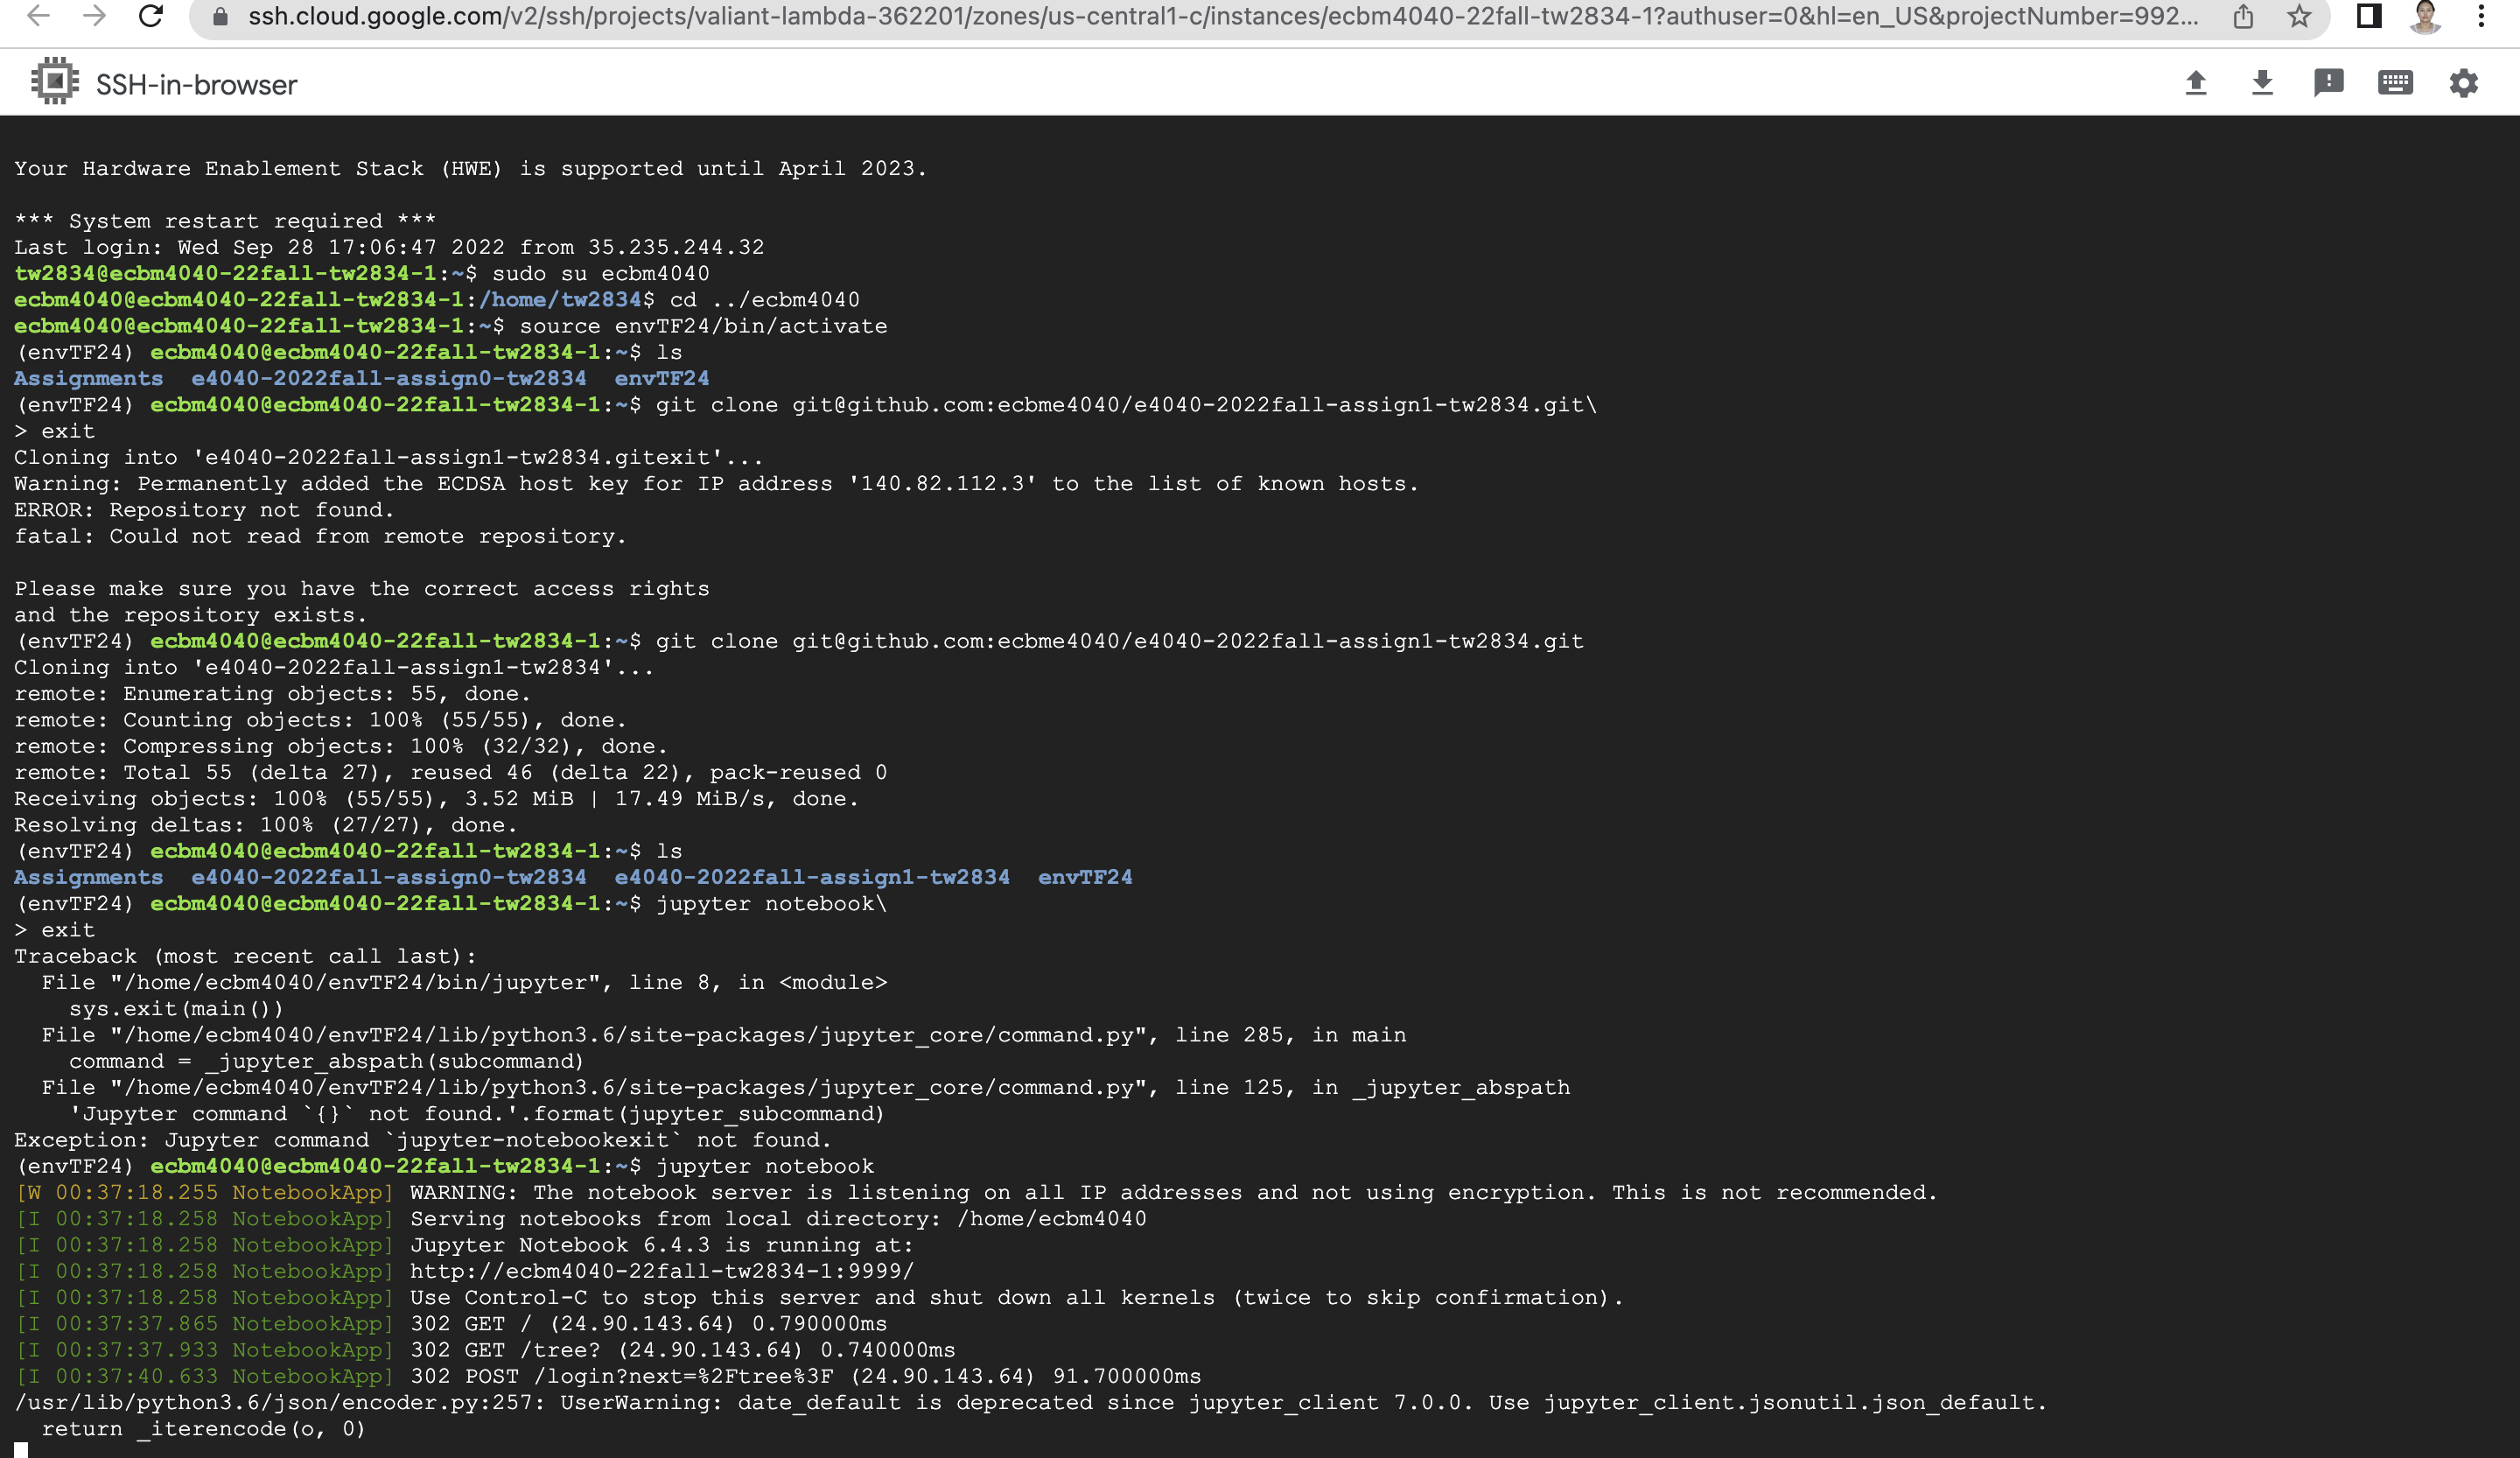 ssh.cloud.google.com/v2/ssh/projects/valiant-lambda-362201/zones/us-central1-c/instances/ecbm4040-22fall-tw2834-1?authuser=0&hl=en_US&projectNumber=992...
SSH-in-browser
Your Hardware Enablement Stack (HWE) is supported until April 2023.
*** System restart required ***
Last login: Wed Sep 28 17:06:47 2022 from 35.235.244.32
tw2834@ecbm4040-22fall-tw2834-1:~$ sudo su ecbm4040
ecbm4040@ecbm4040-22fall-tw2834-1:/home/tw2834$ cd ../ecbm4040
ecbm4040@ecbm4040-22fall-tw2834-1:~$ source envTF24/bin/activate
(envTF24) ecbm4040@ecbm4040-22fall-tw2834-1:~$ ls
Assignments  e4040-2022fall-assign0-tw2834  envTF24
(envTF24) ecbm4040@ecbm4040-22fall-tw2834-1:~$ git clone git@github.com:ecbme4040/e4040-2022fall-assign1-tw2834.git\
> exit
Cloning into 'e4040-2022fall-assign1-tw2834.gitexit'...
Warning: Permanently added the ECDSA host key for IP address '140.82.112.3' to the list of known hosts.
ERROR: Repository not found.
fatal: Could not read from remote repository.
Please make sure you have the correct access rights
and the repository exists.
(envTF24) ecbm4040@ecbm4040-22fall-tw2834-1:~$ git clone git@github.com:ecbme4040/e4040-2022fall-assign1-tw2834.git
Cloning into 'e4040-2022fall-assign1-tw2834'...
remote: Enumerating objects: 55, done.
remote: Counting objects: 100% (55/55), done.
remote: Compressing objects: 100% (32/32), done.
remote: Total 55 (delta 27), reused 46 (delta 22), pack-reused 0
Receiving objects: 100% (55/55), 3.52 MiB | 17.49 MiB/s, done.
Resolving deltas: 100% (27/27), done.
(envTF24) ecbm4040@ecbm4040-22fall-tw2834-1:~$ ls
Assignments  e4040-2022fall-assign0-tw2834  e4040-2022fall-assign1-tw2834  envTF24
(envTF24) ecbm4040@ecbm4040-22fall-tw2834-1:~$ jupyter notebook\
> exit
Traceback (most recent call last):
  File "/home/ecbm4040/envTF24/bin/jupyter", line 8, in <module>
    sys.exit(main())
  File "/home/ecbm4040/envTF24/lib/python3.6/site-packages/jupyter_core/command.py", line 285, in main
    command = _jupyter_abspath(subcommand)
  File "/home/ecbm4040/envTF24/lib/python3.6/site-packages/jupyter_core/command.py", line 125, in _jupyter_abspath
    'Jupyter command `{}` not found.'.format(jupyter_subcommand)
Exception: Jupyter command `jupyter-notebookexit` not found.
(envTF24) ecbm4040@ecbm4040-22fall-tw2834-1:~$ jupyter notebook
[W 00:37:18.255 NotebookApp] WARNING: The notebook server is listening on all IP addresses and not using encryption. This is not recommended.
[I 00:37:18.258 NotebookApp] Serving notebooks from local directory: /home/ecbm4040
[I 00:37:18.258 NotebookApp] Jupyter Notebook 6.4.3 is running at:
[I 00:37:18.258 NotebookApp] http://ecbm4040-22fall-tw2834-1:9999/
[I 00:37:18.258 NotebookApp] Use Control-C to stop this server and shut down all kernels (twice to skip confirmation).
[I 00:37:37.865 NotebookApp] 302 GET / (24.90.143.64) 0.790000ms
[I 00:37:37.933 NotebookApp] 302 GET /tree? (24.90.143.64) 0.740000ms
[I 00:37:40.633 NotebookApp] 302 POST /login?next=%2Ftree%3F (24.90.143.64) 91.700000ms
/usr/lib/python3.6/json/encoder.py:257: UserWarning: date_default is deprecated since jupyter_client 7.0.0. Use jupyter_client.jsonutil.json_default.
  return _iterencode(o, 0)